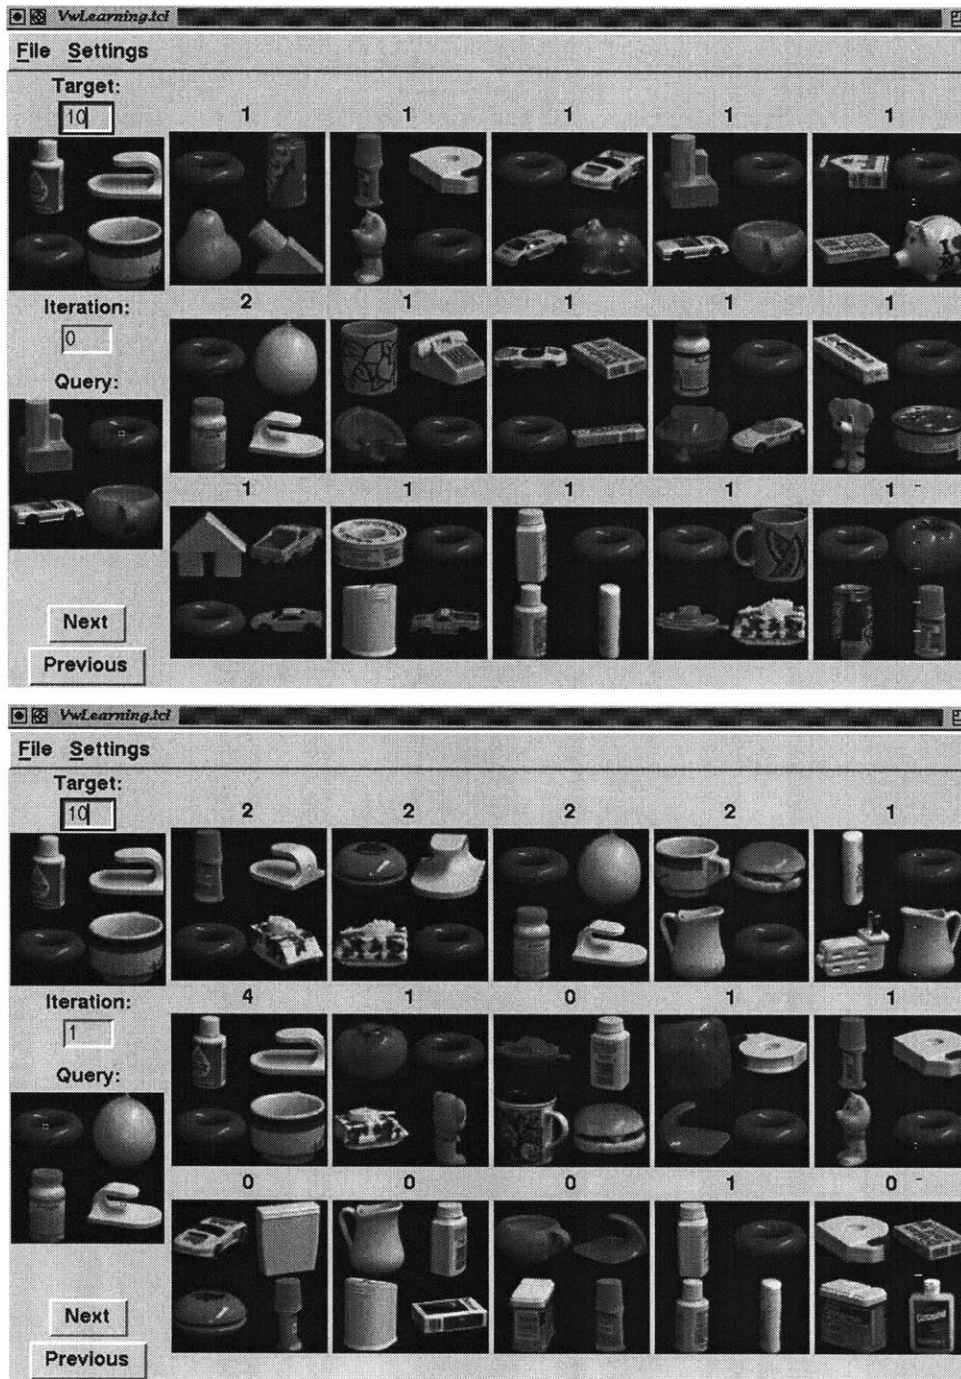 VwLearning.tcl
File Settings
Target:
10
1 1 1 1 1
Iteration:
0
2 1 1 1 1
Query:
1 1 1 1 1
Next
Previous
VwLearning.tcl
File Settings
Target:
10
2 2 2 2 1
Iteration:
1
4 1 0 1 1
Query:
0 0 0 1 0
Next
Previous